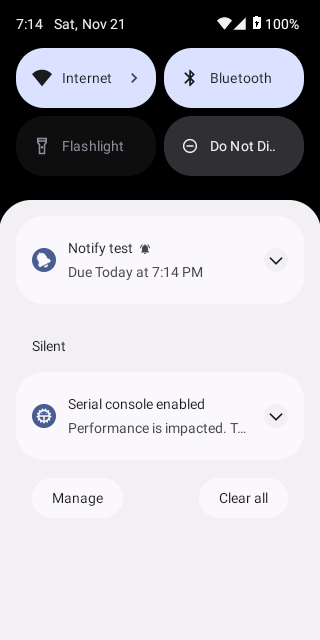 7:14 Sat, Nov 21 100%
Internet
Bluetooth
Flashlight
Do Not Di..
Notify test
Due Today at 7:14 PM
Silent
Serial console enabled
Performance is impacted. T…
Manage
Clear all